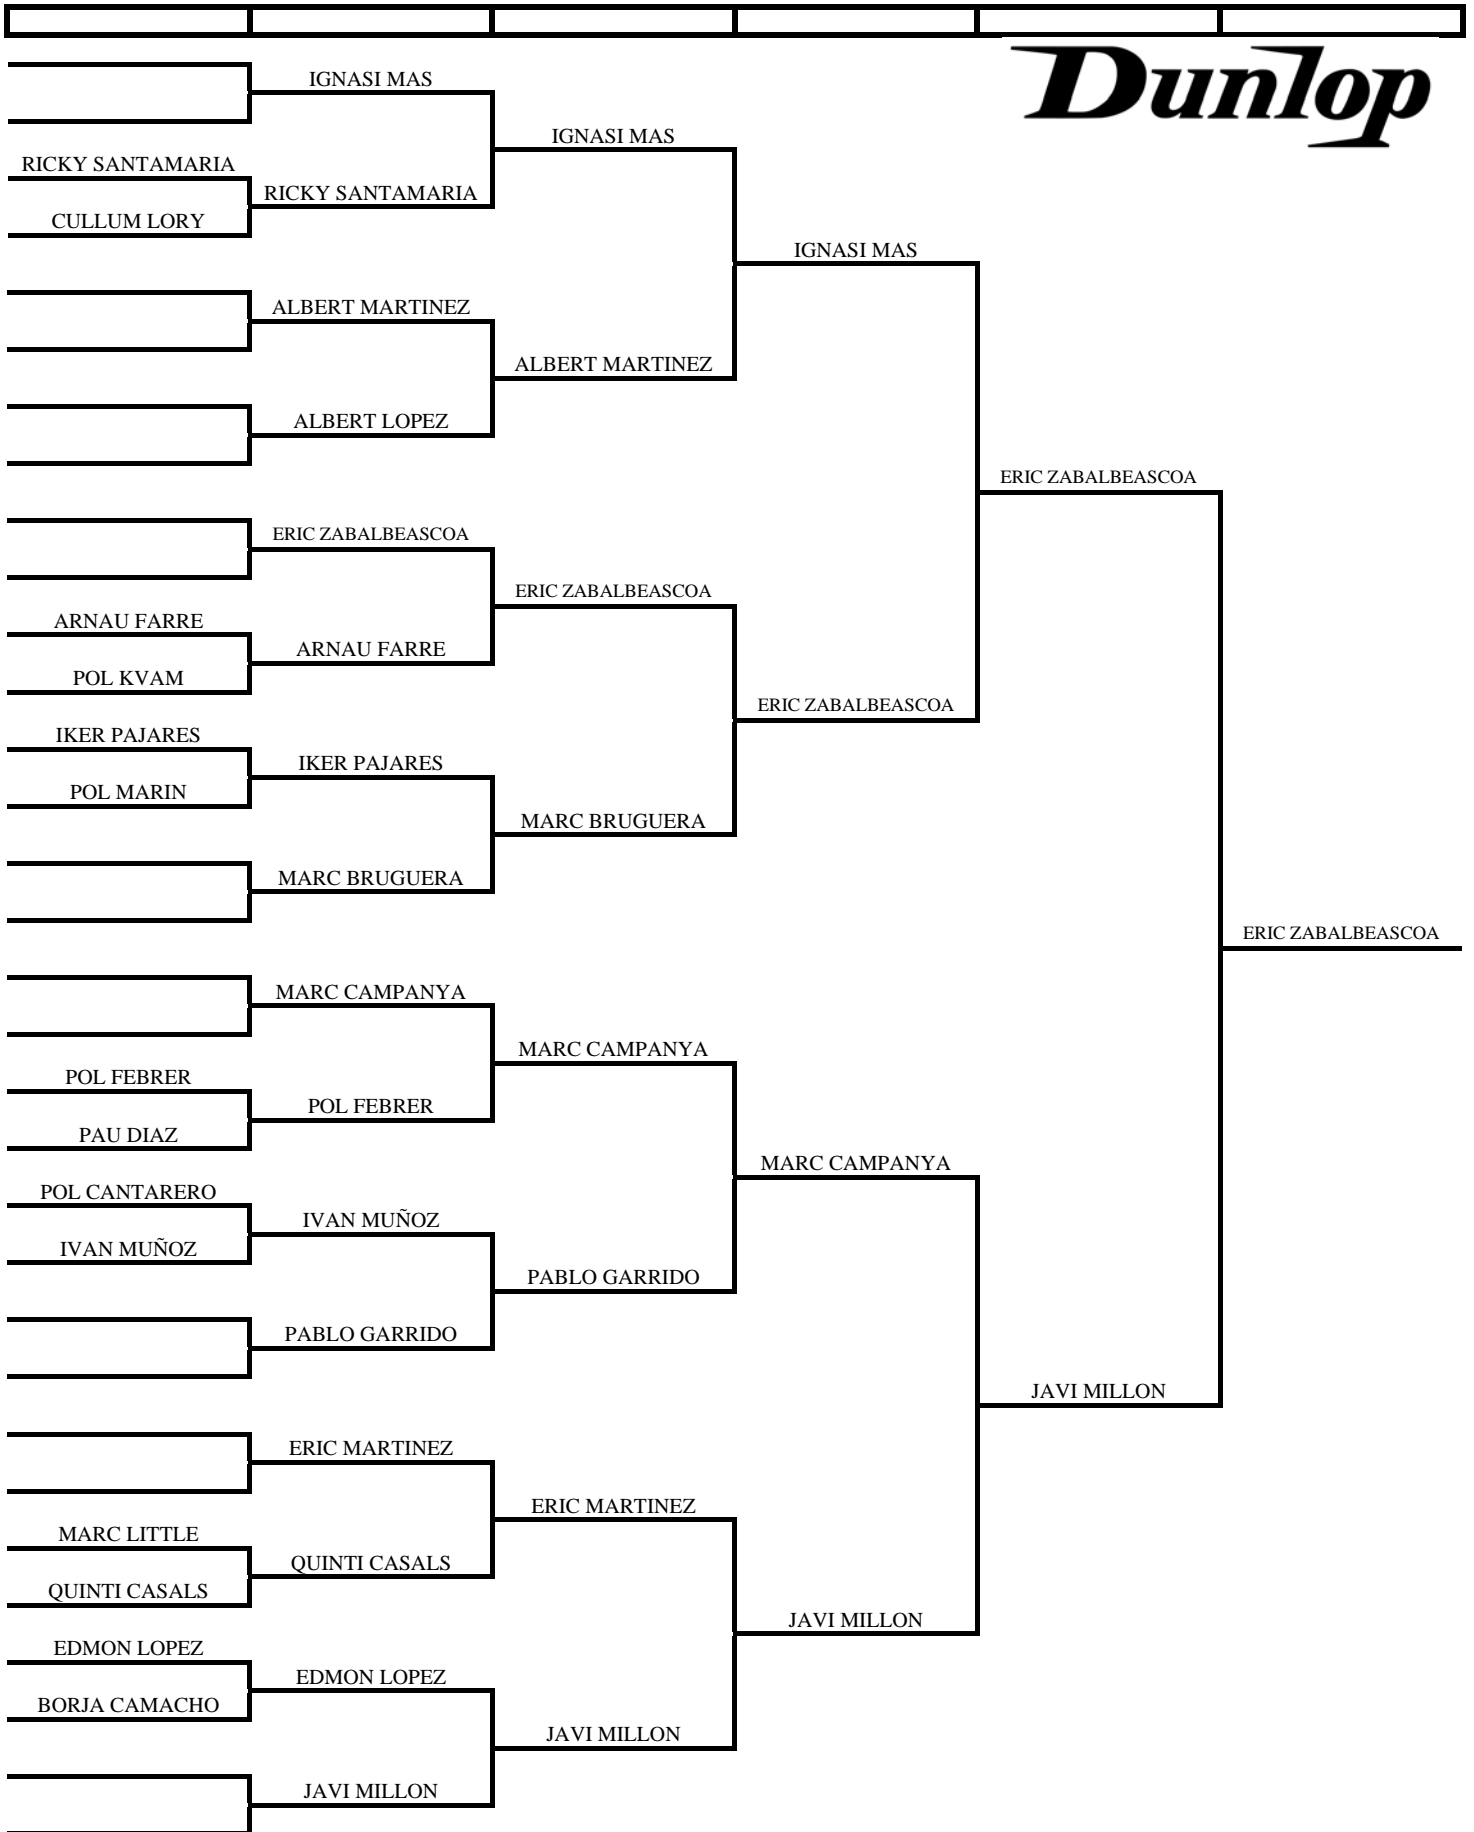 Dunlop
IGNASI MAS
IGNASI MAS
RICKY SANTAMARIA
RICKY SANTAMARIA
CULLUM LORY
IGNASI MAS
ALBERT MARTINEZ
ALBERT MARTINEZ
ALBERT LOPEZ
ERIC ZABALBEASCOA
ERIC ZABALBEASCOA
ERIC ZABALBEASCOA
ARNAU FARRE
ARNAU FARRE
POL KVAM
ERIC ZABALBEASCOA
IKER PAJARES
IKER PAJARES
POL MARIN
MARC BRUGUERA
MARC BRUGUERA
ERIC ZABALBEASCOA
MARC CAMPANYA
MARC CAMPANYA
POL FEBRER
POL FEBRER
PAU DIAZ
MARC CAMPANYA
POL CANTARERO
IVAN MUÑOZ
IVAN MUÑOZ
PABLO GARRIDO
PABLO GARRIDO
JAVI MILLON
ERIC MARTINEZ
ERIC MARTINEZ
MARC LITTLE
QUINTI CASALS
QUINTI CASALS
JAVI MILLON
EDMON LOPEZ
EDMON LOPEZ
BORJA CAMACHO
JAVI MILLON
JAVI MILLON